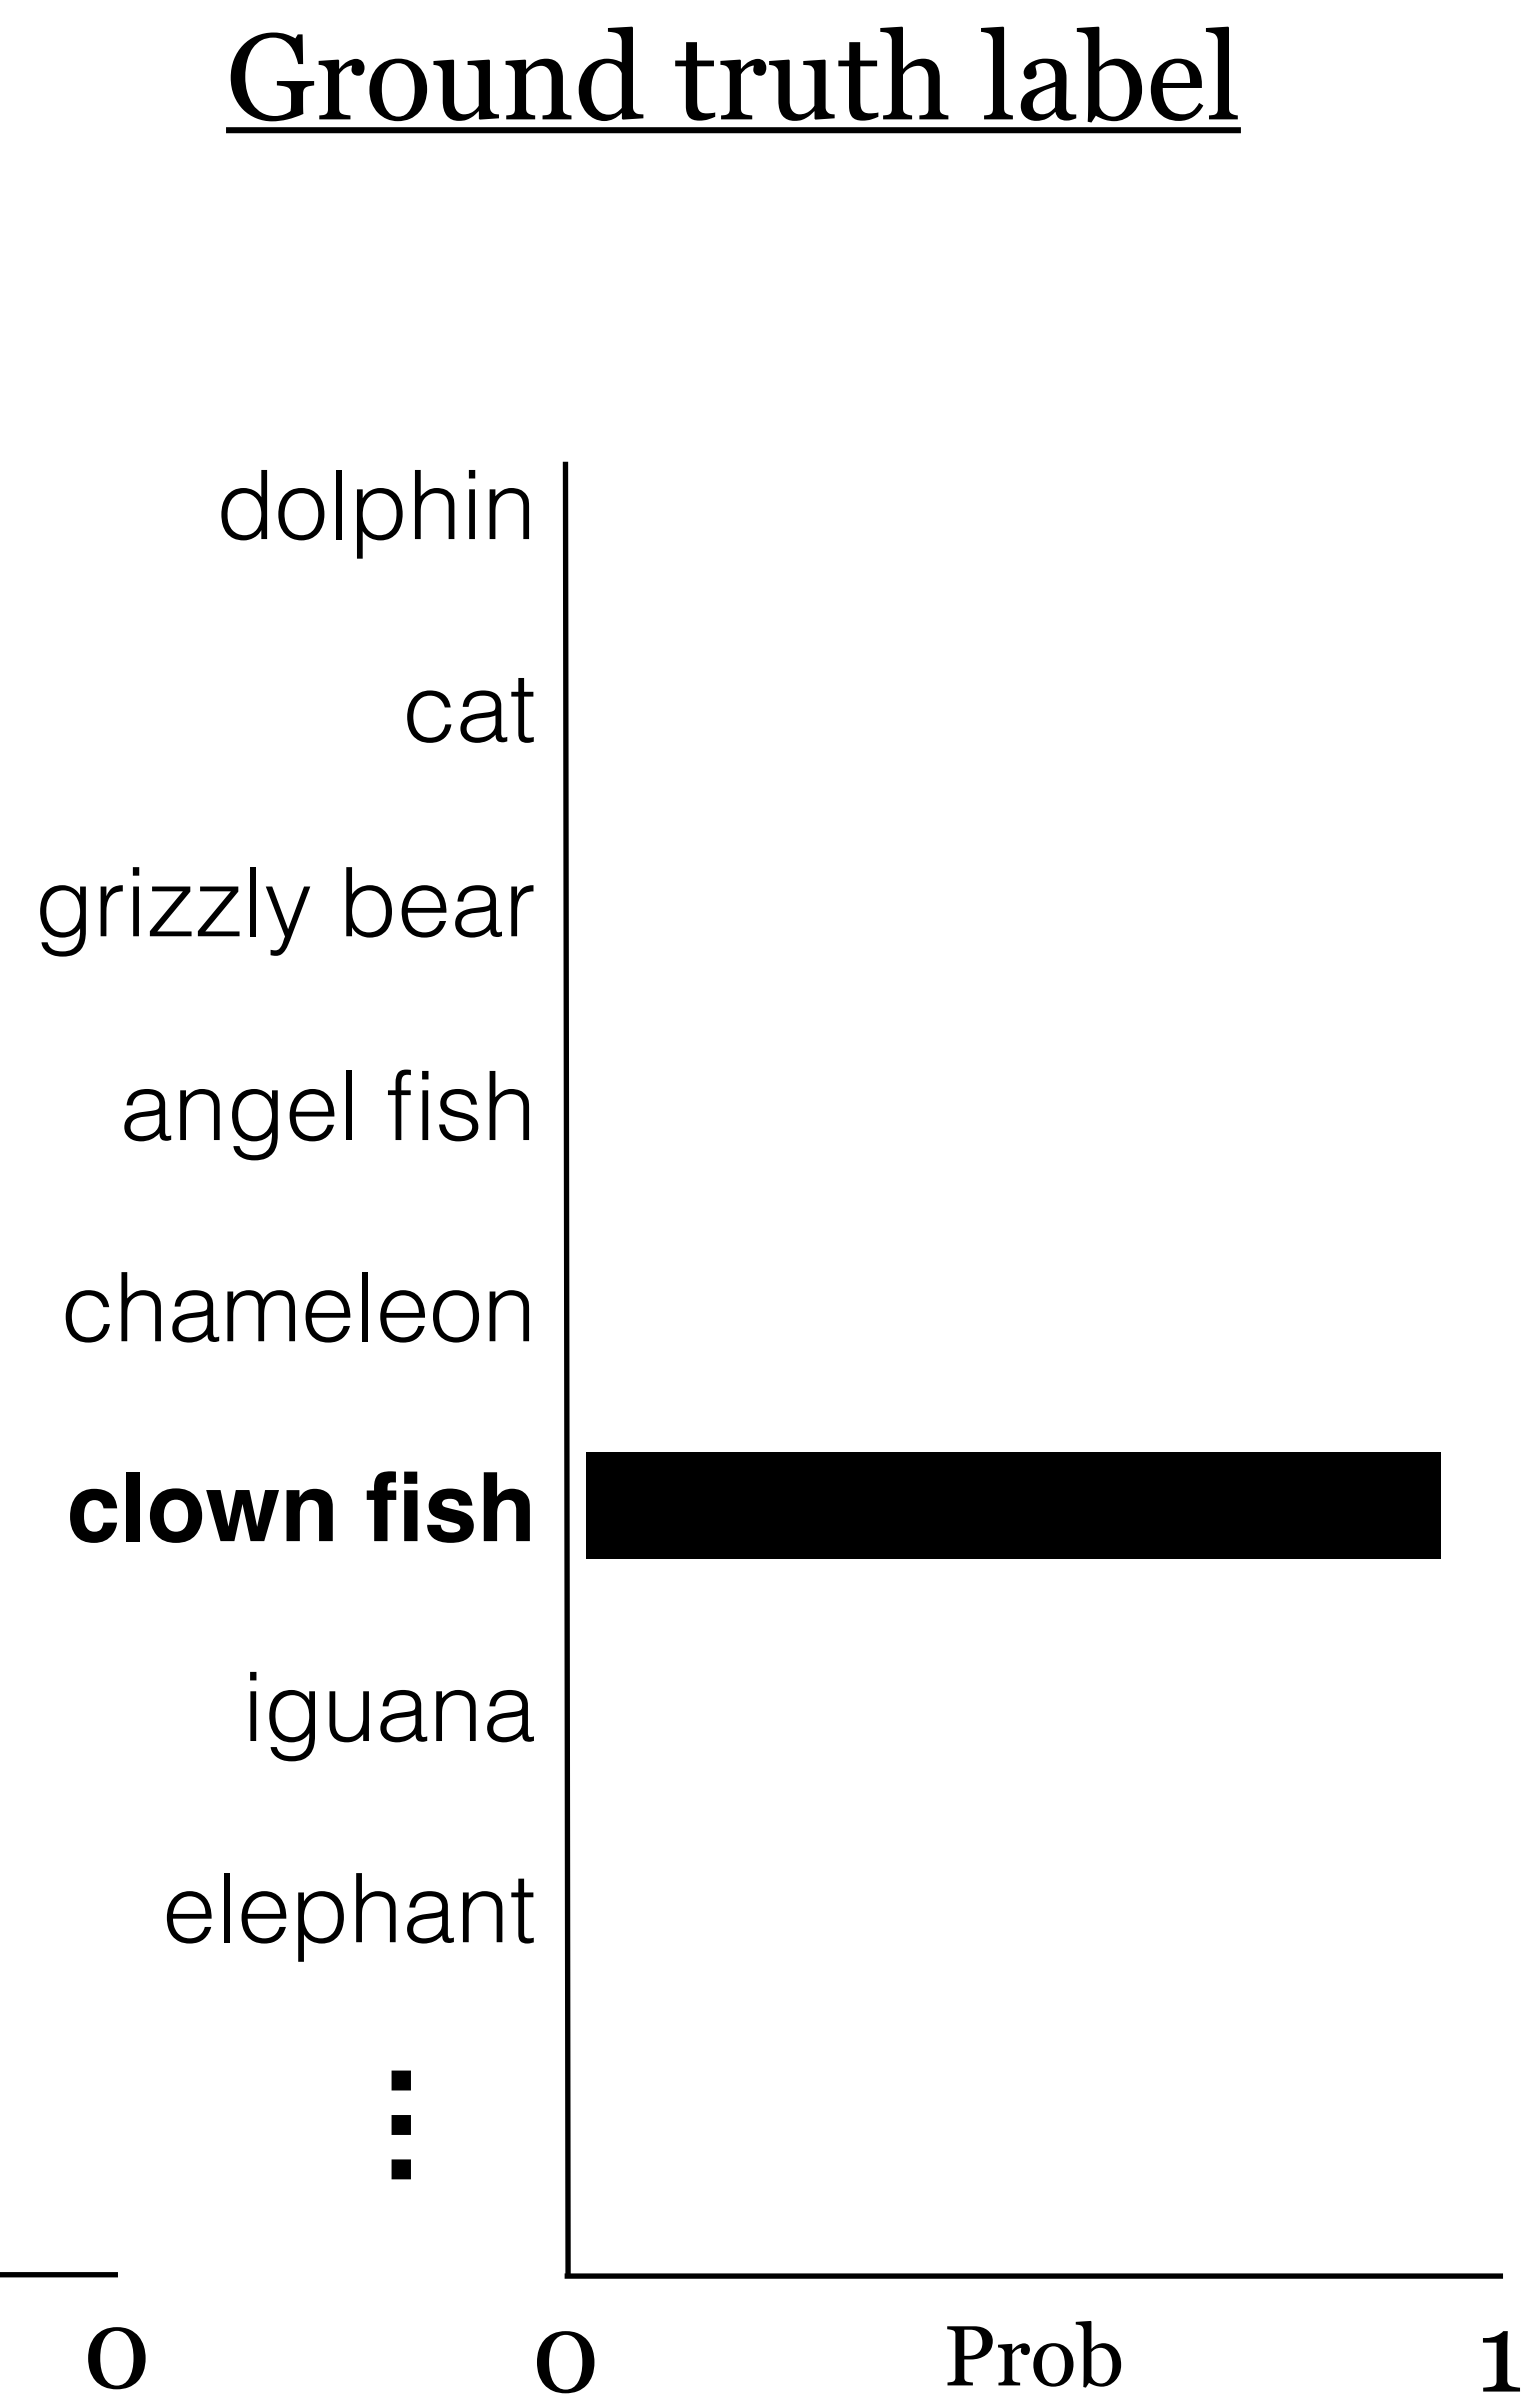 Ground truth label
dolphin
cat
grizzly bear
angel fish
chameleon
clown fish
iguana
elephant
⋮
0 0 Prob 1